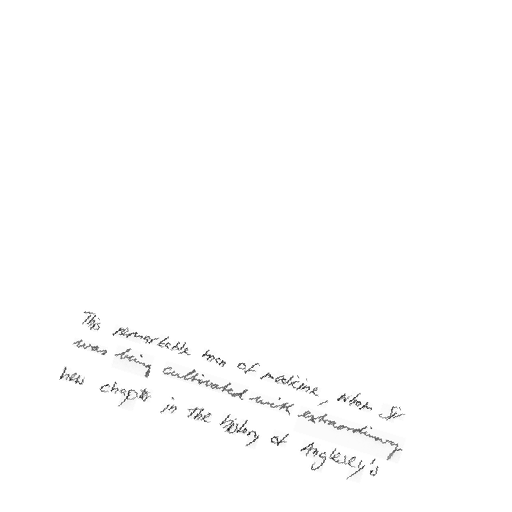 This remarkable man of medicine, whom Sir
was being cultivated with extraordinary
new chapter in the history of Anglesey's